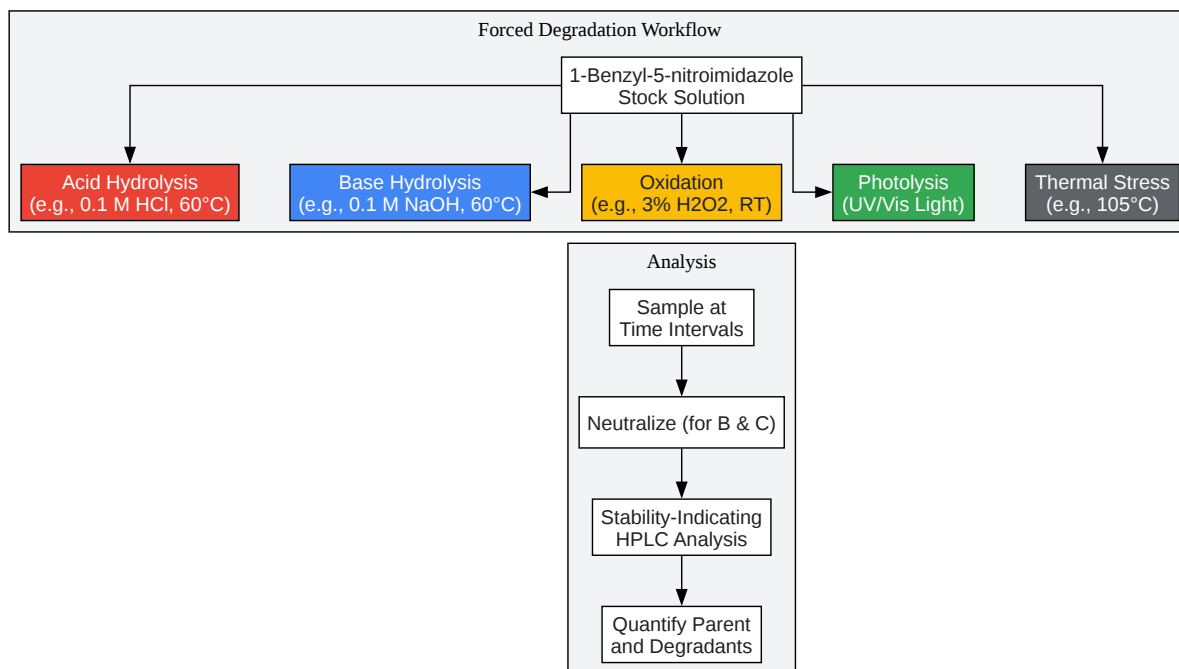 Forced Degradation Workflow
1-Benzyl-5-nitroimidazole
Stock Solution
Acid Hydrolysis
(e.g., 0.1 M HCl, 60°C)
Base Hydrolysis
(e.g., 0.1 M NaOH, 60°C)
Oxidation
(e.g., 3% H2O2, RT)
Photolysis
(UV/Vis Light)
Thermal Stress
(e.g., 105°C)
Analysis
Sample at
Time Intervals
Neutralize (for B & C)
Stability-Indicating
HPLC Analysis
Quantify Parent
and Degradants